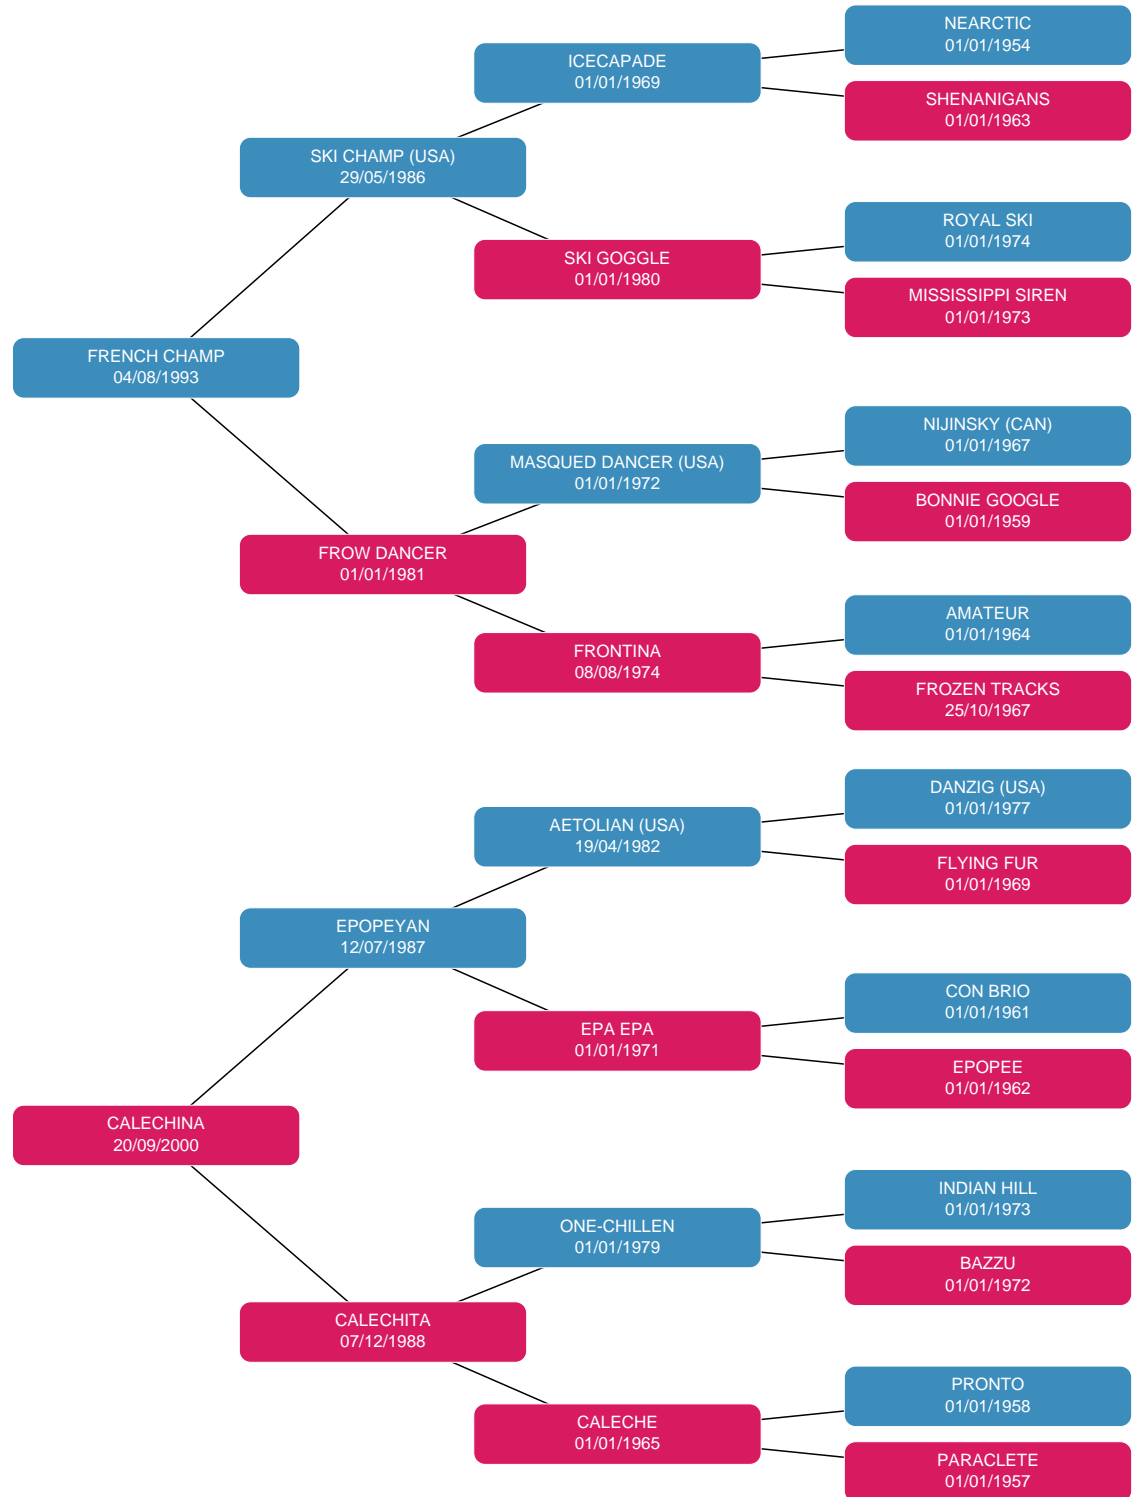 NEARCTIC
01/01/1954
ICECAPADE
01/01/1969
SHENANIGANS
01/01/1963
SKI CHAMP (USA)
29/05/1986
ROYAL SKI
01/01/1974
SKI GOGGLE
01/01/1980
MISSISSIPPI SIREN
01/01/1973
FRENCH CHAMP
04/08/1993
NIJINSKY (CAN)
01/01/1967
MASQUED DANCER (USA)
01/01/1972
BONNIE GOOGLE
01/01/1959
FROW DANCER
01/01/1981
AMATEUR
01/01/1964
FRONTINA
08/08/1974
FROZEN TRACKS
25/10/1967
DANZIG (USA)
01/01/1977
AETOLIAN (USA)
19/04/1982
FLYING FUR
01/01/1969
EPOPEYAN
12/07/1987
CON BRIO
01/01/1961
EPA EPA
01/01/1971
EPOPEE
01/01/1962
CALECHINA
20/09/2000
INDIAN HILL
01/01/1973
ONE-CHILLEN
01/01/1979
BAZZU
01/01/1972
CALECHITA
07/12/1988
PRONTO
01/01/1958
CALECHE
01/01/1965
PARACLETE
01/01/1957